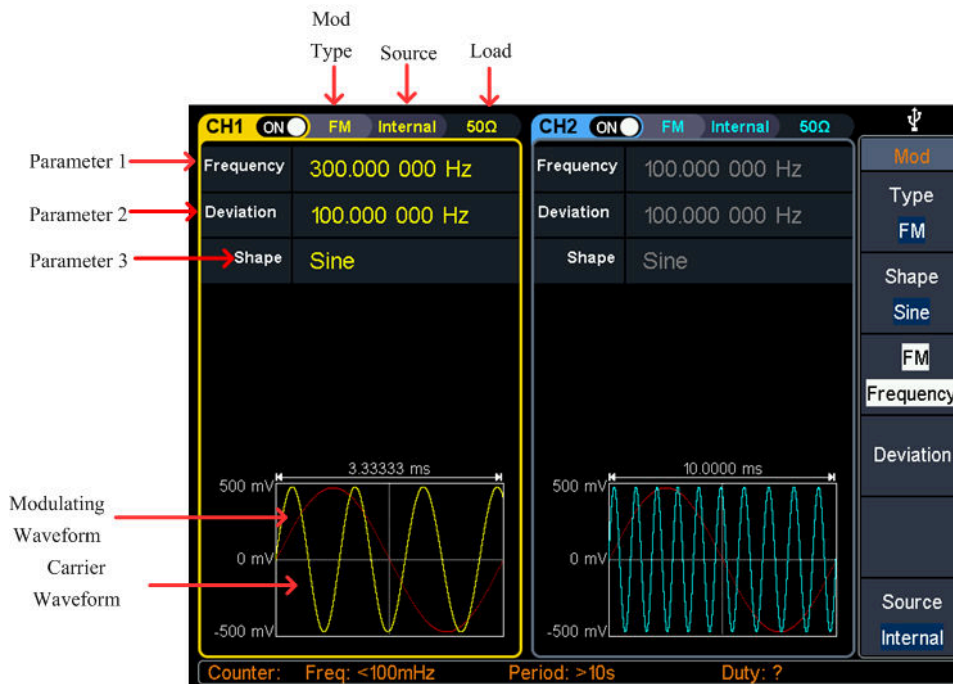 Mod
Type
Source
Load
CH1 ON FM Internal 50Ω
CH2 ON FM Internal 50Ω
Parameter 1
Frequency 300.000 000 Hz
Parameter 2
Deviation 100.000 000 Hz
Parameter 3
Shape Sine
Frequency 100.000 000 Hz
Deviation 100.000 000 Hz
Shape Sine
Mod
Type
FM
Shape
Sine
FM
Frequency
Deviation
Source
Internal
3.33333 ms
500 mV
0 mV
-500 mV
10.0000 ms
500 mV
0 mV
-500 mV
Modulating
Waveform
Carrier
Waveform
Counter: Freq: <100mHz Period: >10s Duty: ?